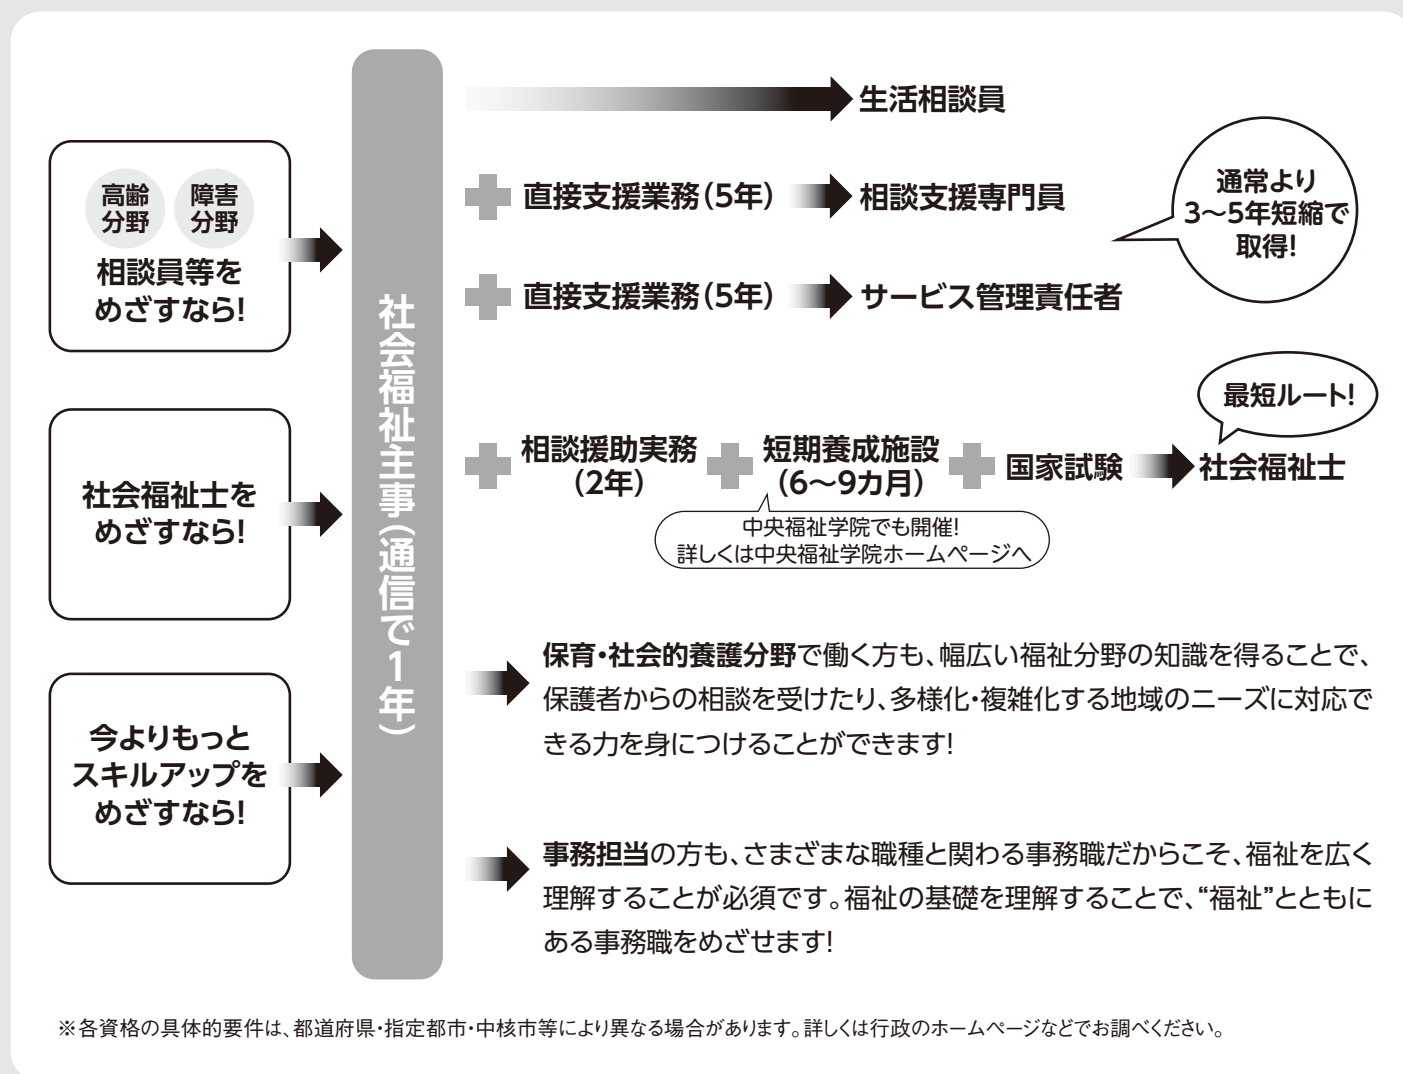 高齢
分野
障害
分野
相談員等を
めざすなら!
社会福祉士を
めざすなら!
今よりもっと
スキルアップを
めざすなら!
社会福祉主事(通信で1年)
生活相談員
直接支援業務(5年)
相談支援専門員
直接支援業務(5年)
サービス管理責任者
通常より
3〜5年短縮で
取得!
相談援助実務
(2年)
短期養成施設
(6〜9カ月)
国家試験
社会福祉士
最短ルート!
中央福祉学院でも開催!
詳しくは中央福祉学院ホームページへ
保育・社会的養護分野で働く方も、幅広い福祉分野の知識を得ることで、
保護者からの相談を受けたり、多様化・複雑化する地域のニーズに対応で
きる力を身につけることができます!
事務担当の方も、さまざまな職種と関わる事務職だからこそ、福祉を広く
理解することが必須です。福祉の基礎を理解することで、“福祉”とともに
ある事務職をめざせます!
※各資格の具体的要件は、都道府県・指定都市・中核市等により異なる場合があります。詳しくは行政のホームページなどでお調べください。